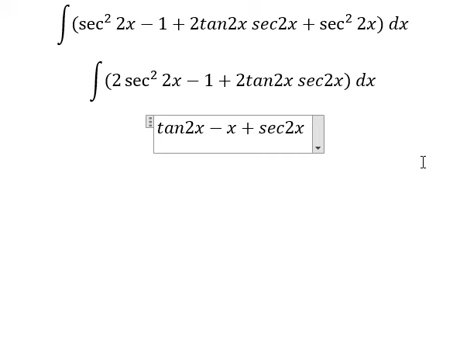 ∫(sec² 2x − 1 + 2tan2x sec2x + sec² 2x) dx
∫(2 sec² 2x − 1 + 2tan2x sec2x) dx
tan2x − x + sec2x